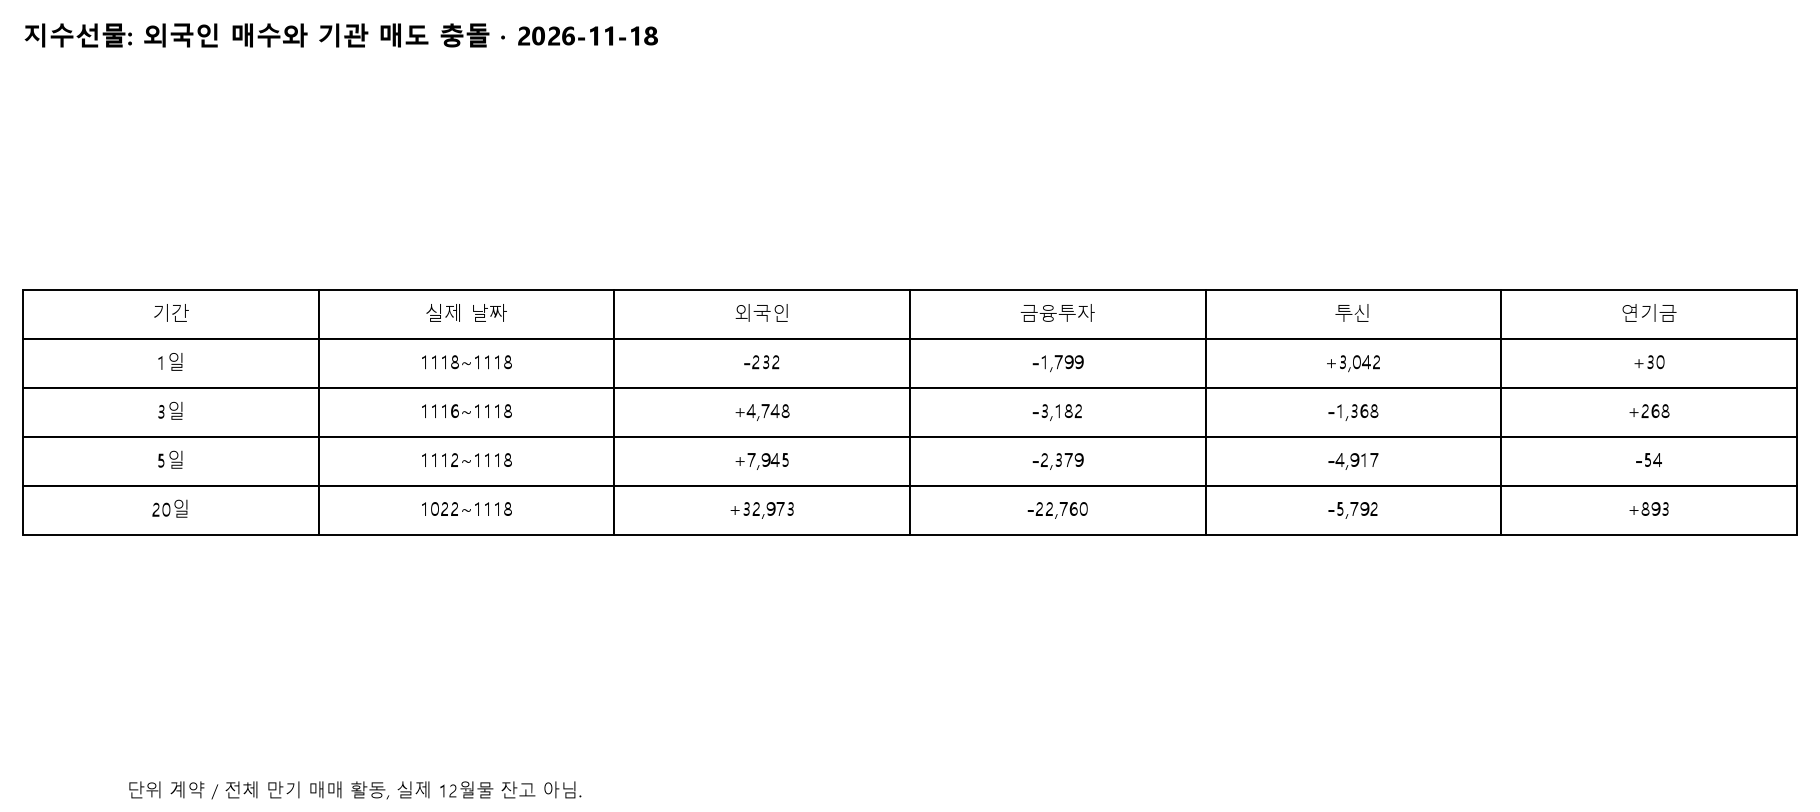 지수선물: 외국인 매수와 기관 매도 충돌 · 2026-11-18
기간 실제 날짜 외국인 금융투자 투신 연기금
1일 1118~1118 -232 -1,799 +3,042 +30
3일 1116~1118 +4,748 -3,182 -1,368 +268
5일 1112~1118 +7,945 -2,379 -4,917 -54
20일 1022~1118 +32,973 -22,760 -5,792 +893
단위 계약 / 전체 만기 매매 활동, 실제 12월물 잔고 아님.